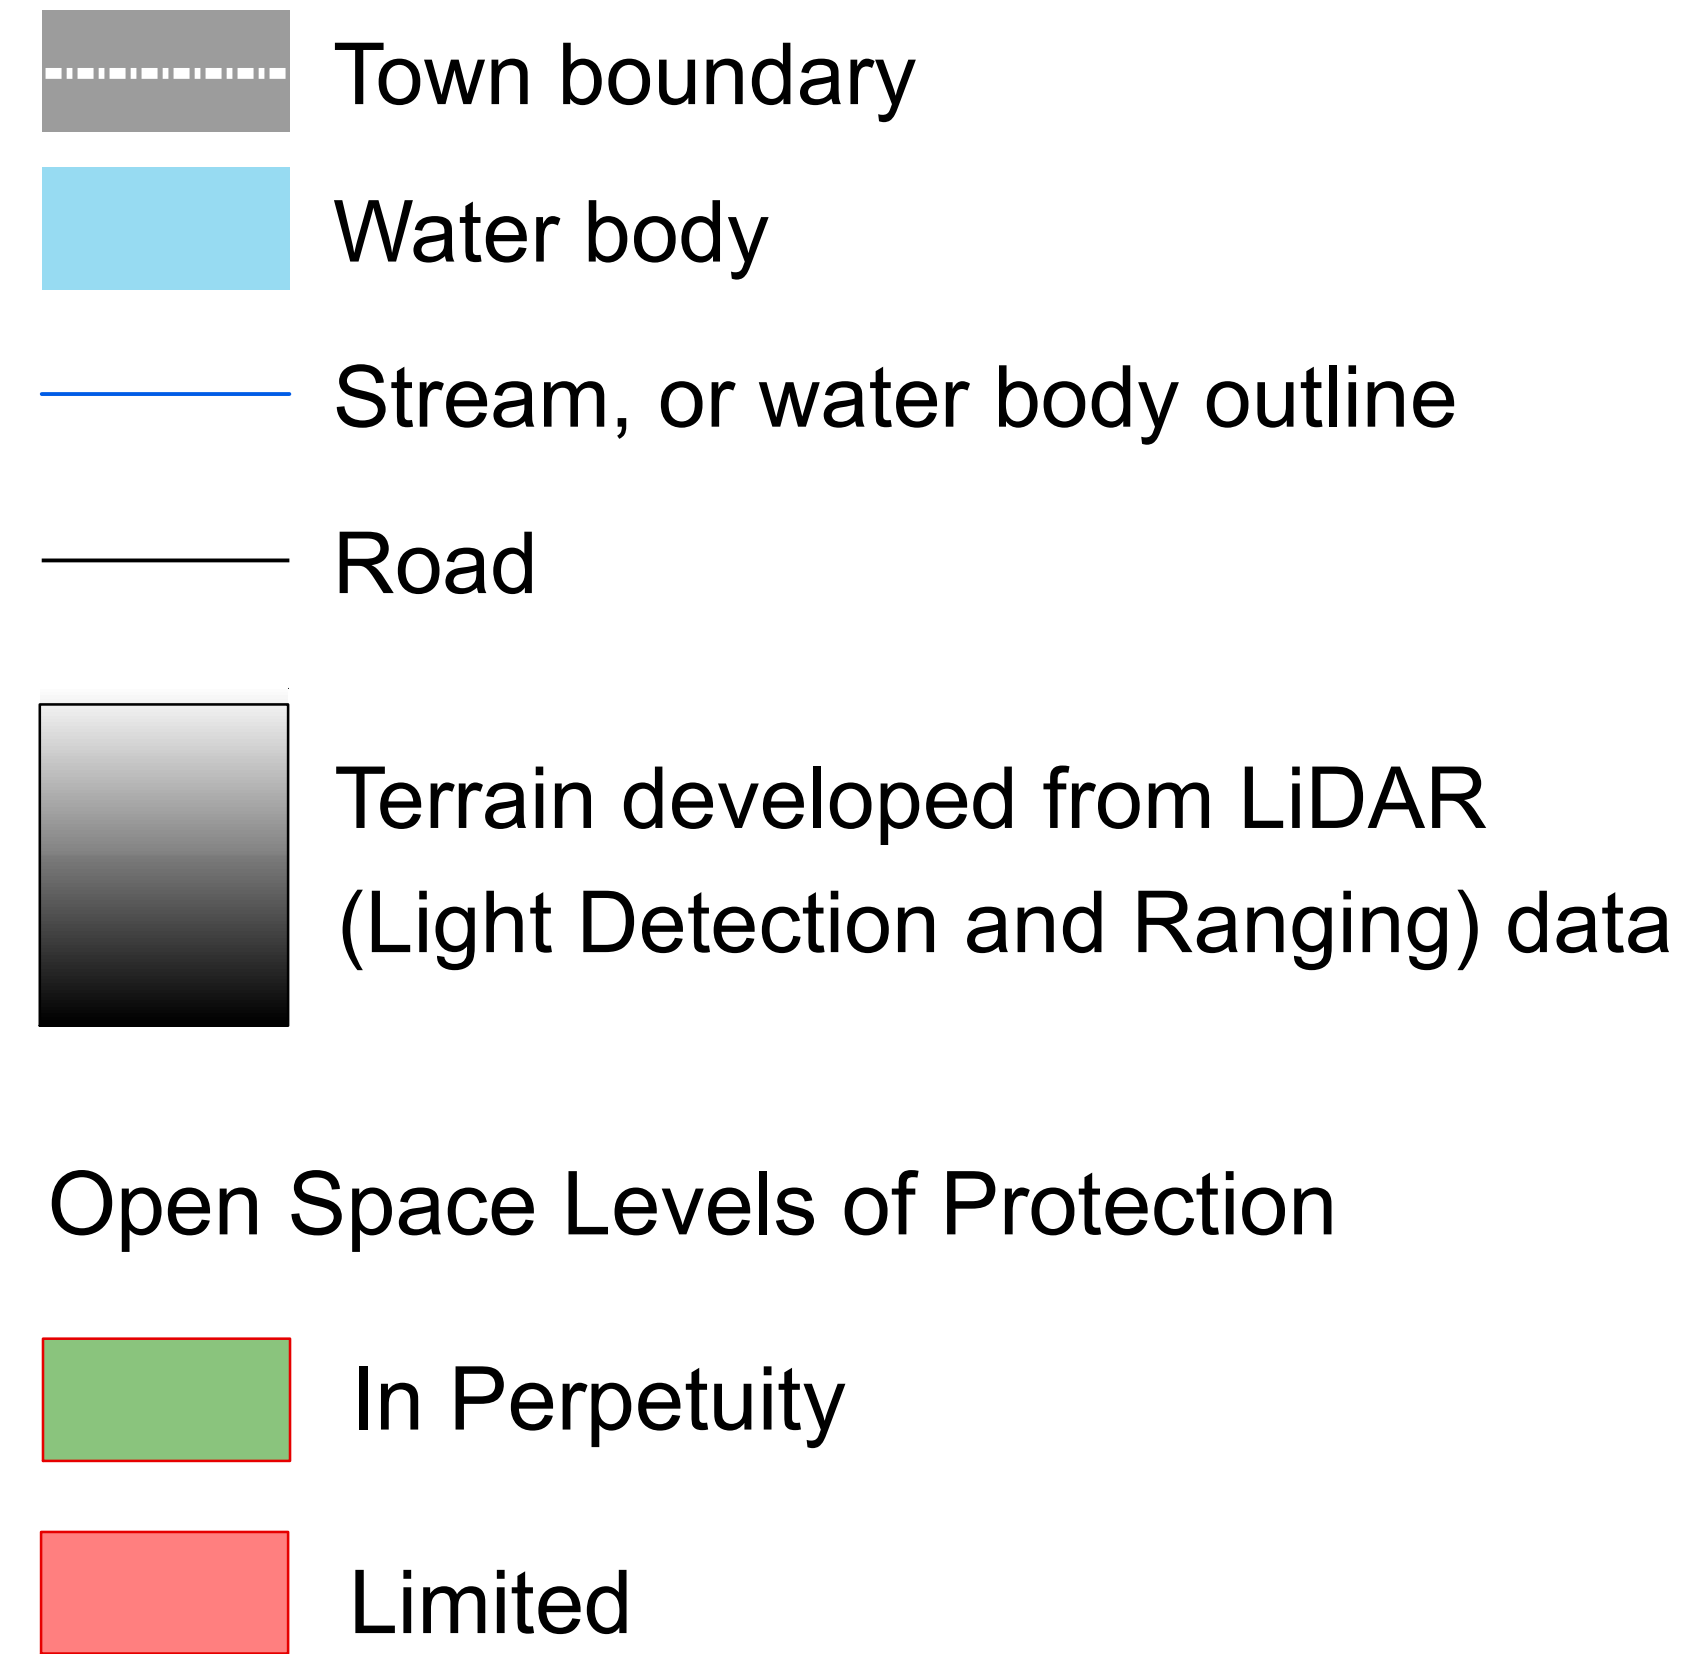 Town boundary
Water body
Stream, or water body outline
Road
Terrain developed from LiDAR
(Light Detection and Ranging) data
Open Space Levels of Protection
In Perpetuity
Limited